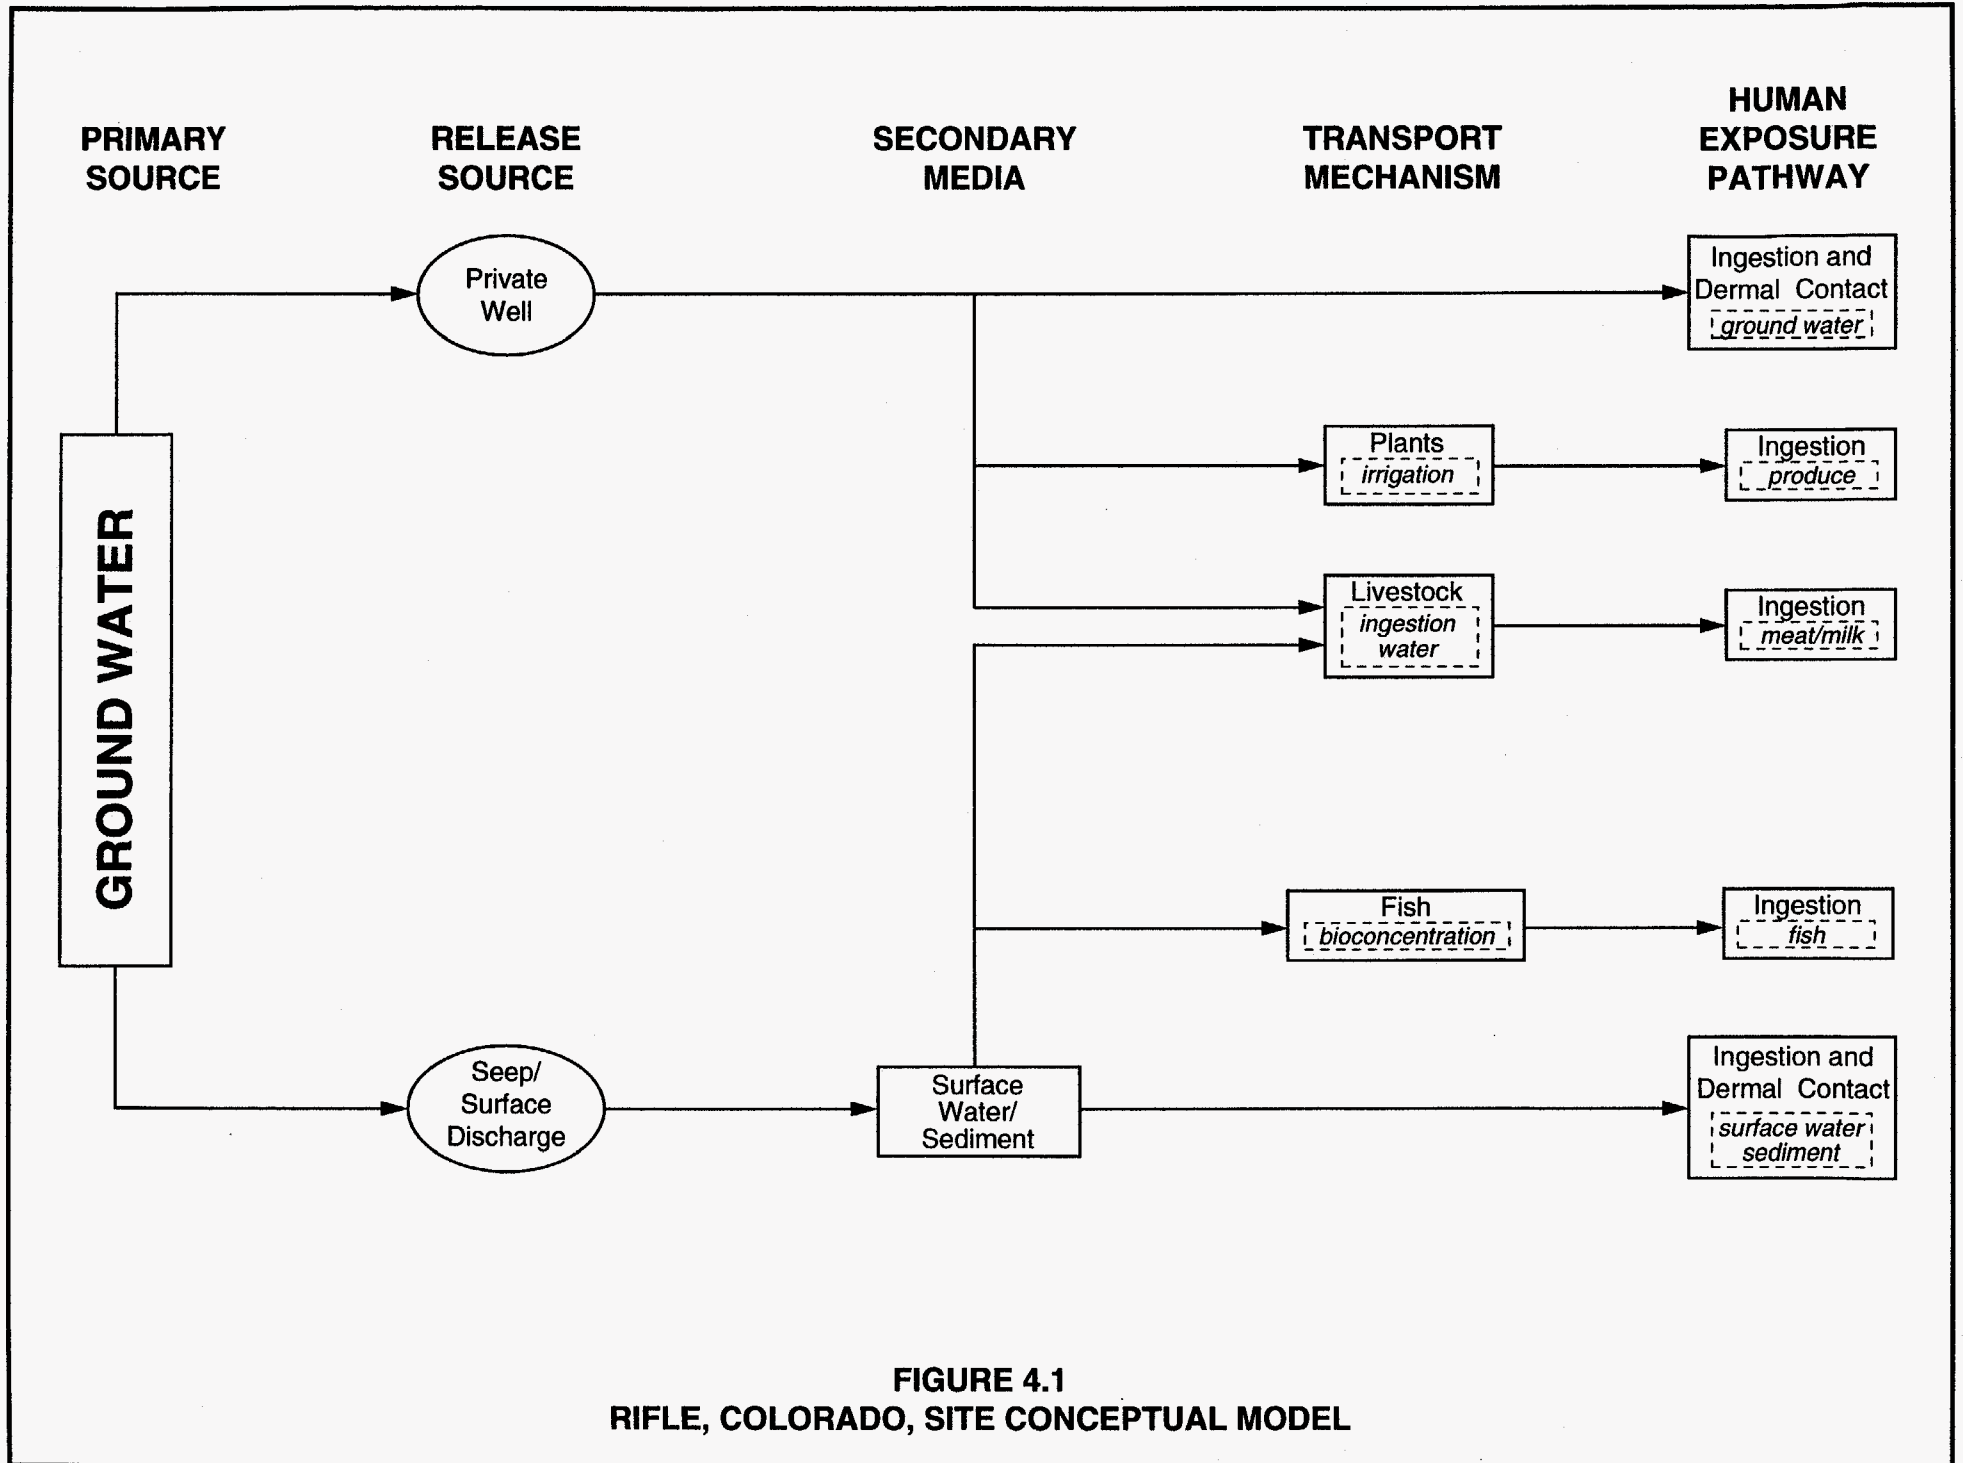 PRIMARY
SOURCE
RELEASE
SOURCE
SECONDARY
MEDIA
TRANSPORT
MECHANISM
HUMAN
EXPOSURE
PATHWAY
Private
Well
Ingestion and
Dermal Contact
ground water
Plants
irrigation
Ingestion
produce
GROUND WATER
Livestock
ingestion
water
Ingestion
meat/milk
Fish
bioconcentration
Ingestion
fish
Seep/
Surface
Discharge
Surface
Water/
Sediment
Ingestion and
Dermal Contact
surface water
sediment
FIGURE 4.1
RIFLE, COLORADO, SITE CONCEPTUAL MODEL